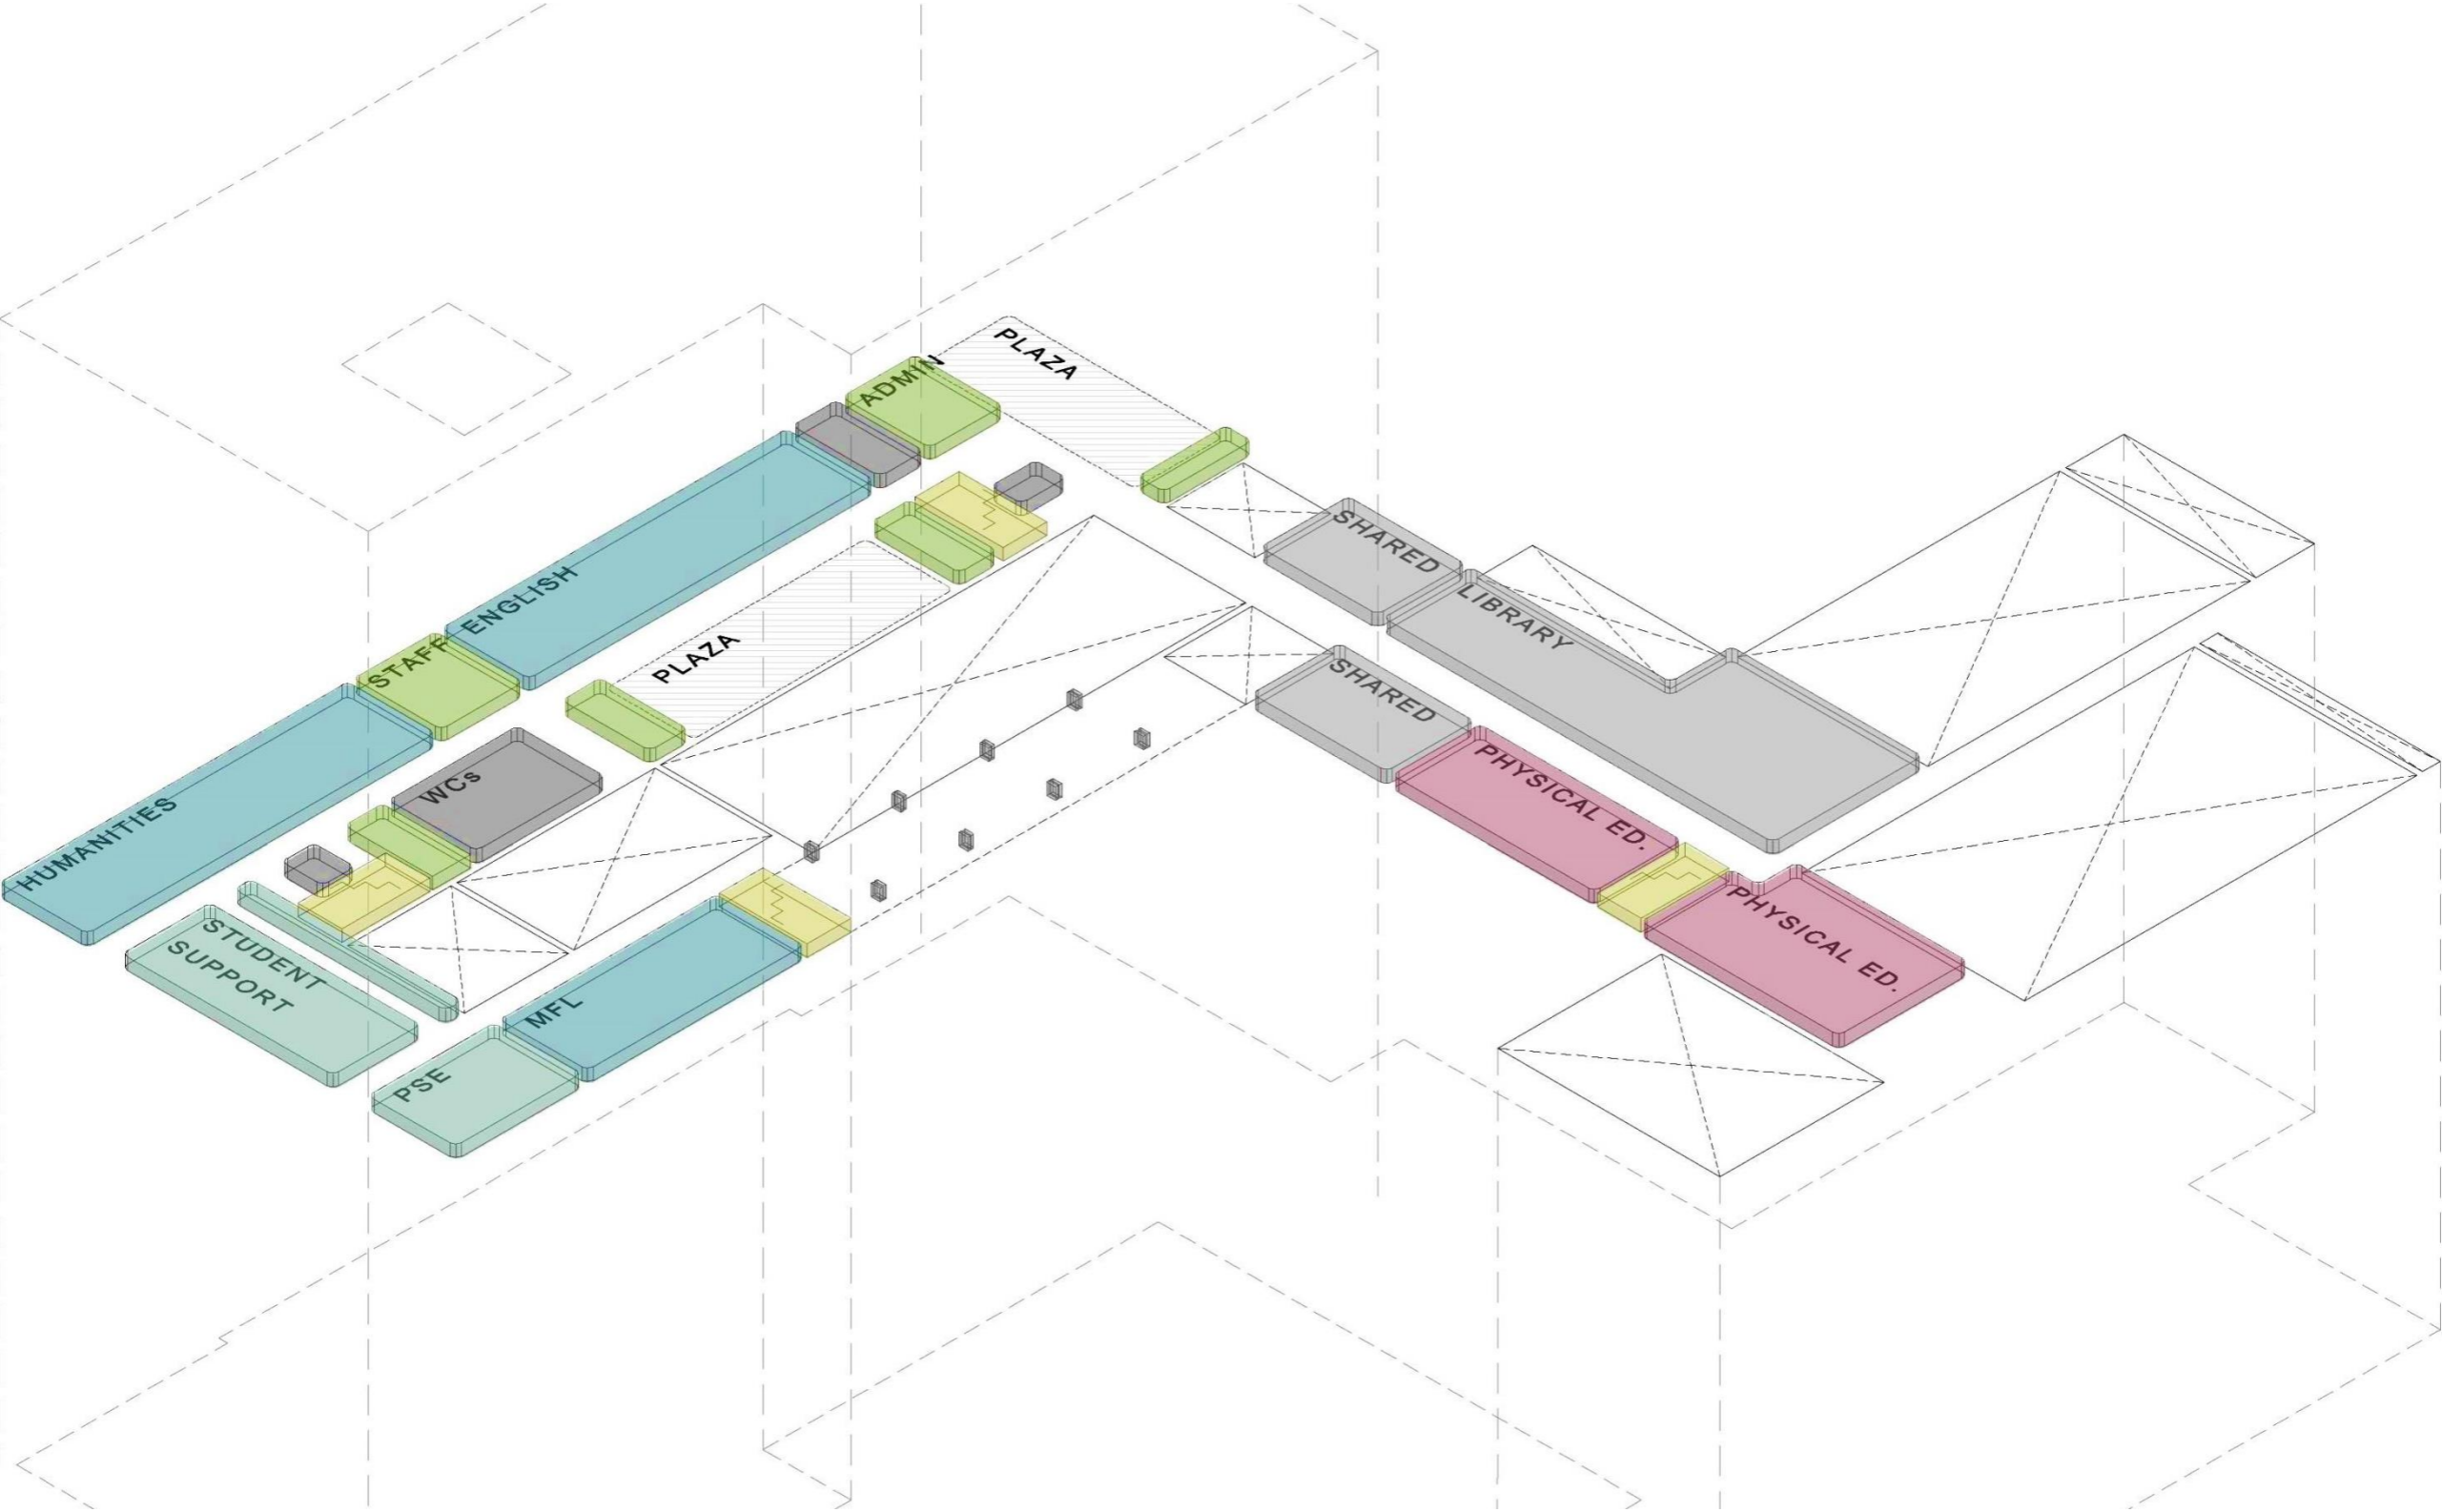 PLAZA
ADMIN
SHARED
ENGLISH
LIBRARY
PLAZA
STAFF
SHARED
WCs
PHYSICAL ED.
HUMANITIES
PHYSICAL ED.
STUDENT
SUPPORT
MFL
PSE